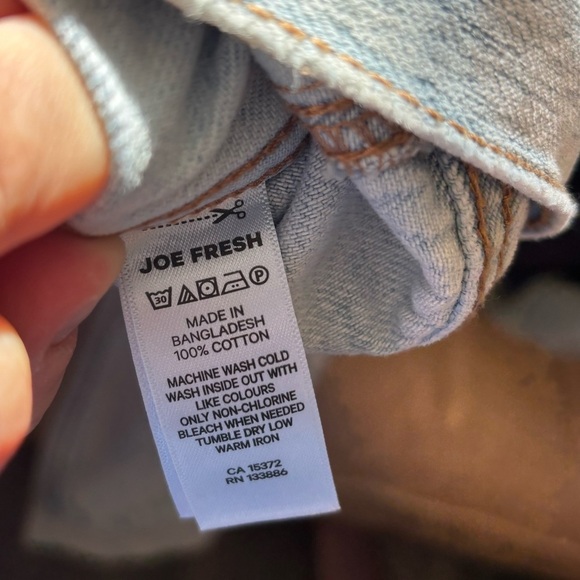 JOE FRESH
30 P
MADE IN
BANGLADESH
100% COTTON
MACHINE WASH COLD
WASH INSIDE OUT WITH
LIKE COLOURS
ONLY NON-CHLORINE
BLEACH WHEN NEEDED
TUMBLE DRY LOW
WARM IRON
CA 15372
RN 133886